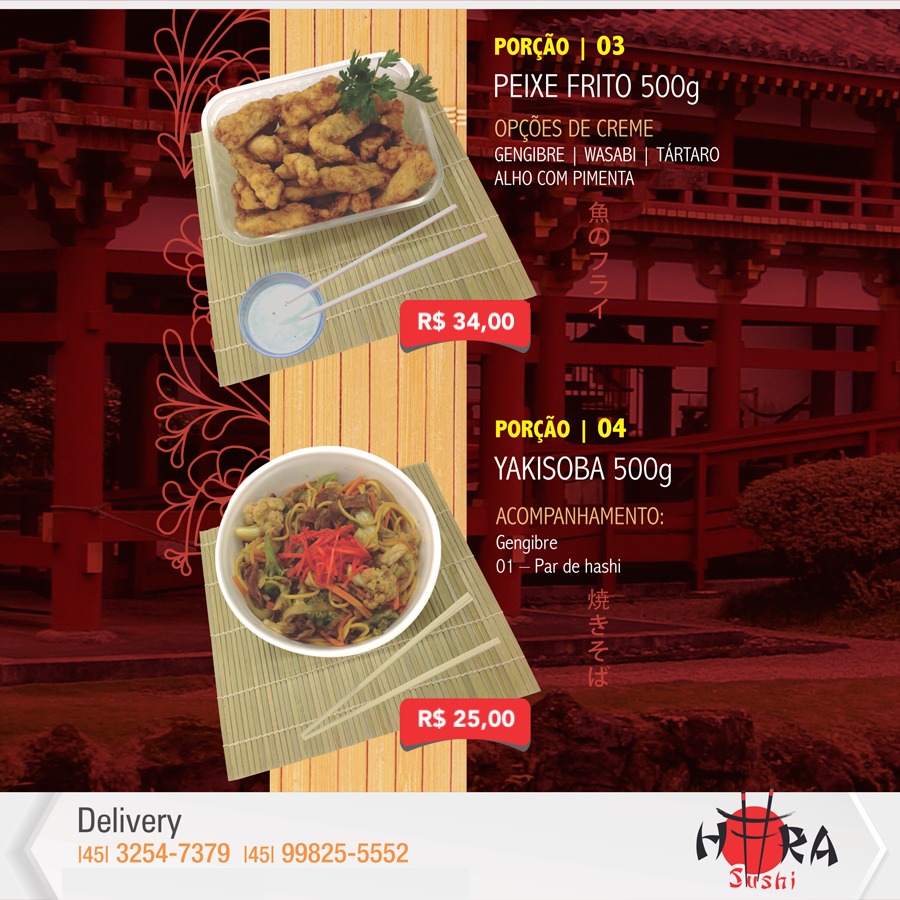 PORÇÃO | 03
PEIXE FRITO 500g
OPÇÕES DE CREME
GENGIBRE | WASABI | TÁRTARO
ALHO COM PIMENTA
魚のフライ
R$ 34,00
PORÇÃO | 04
YAKISOBA 500g
ACOMPANHAMENTO:
Gengibre
01 – Par de hashi
焼きそば
R$ 25,00
Delivery
|45| 3254-7379 |45| 99825-5552
HARA
Sushi